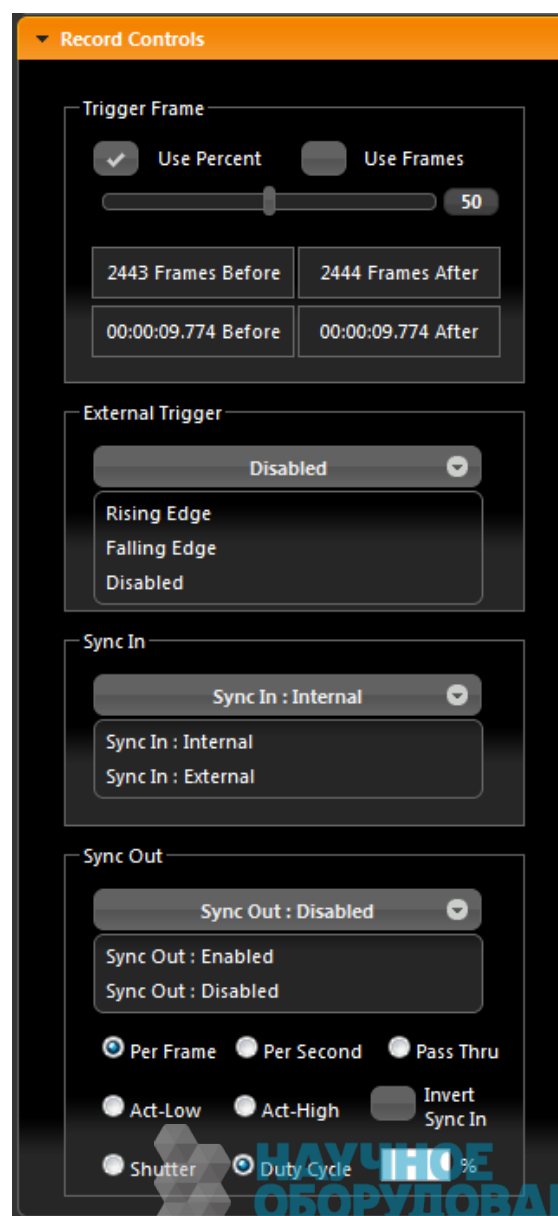 Record Controls
Trigger Frame
Use Percent Use Frames
50
2443 Frames Before 2444 Frames After
00:00:09.774 Before 00:00:09.774 After
External Trigger
Disabled
Rising Edge
Falling Edge
Disabled
Sync In
Sync In : Internal
Sync In : Internal
Sync In : External
Sync Out
Sync Out : Disabled
Sync Out : Enabled
Sync Out : Disabled
Per Frame Per Second Pass Thru
Act-Low Act-High Invert
Sync In
Shutter Duty Cycle %
НАУЧНОЕ